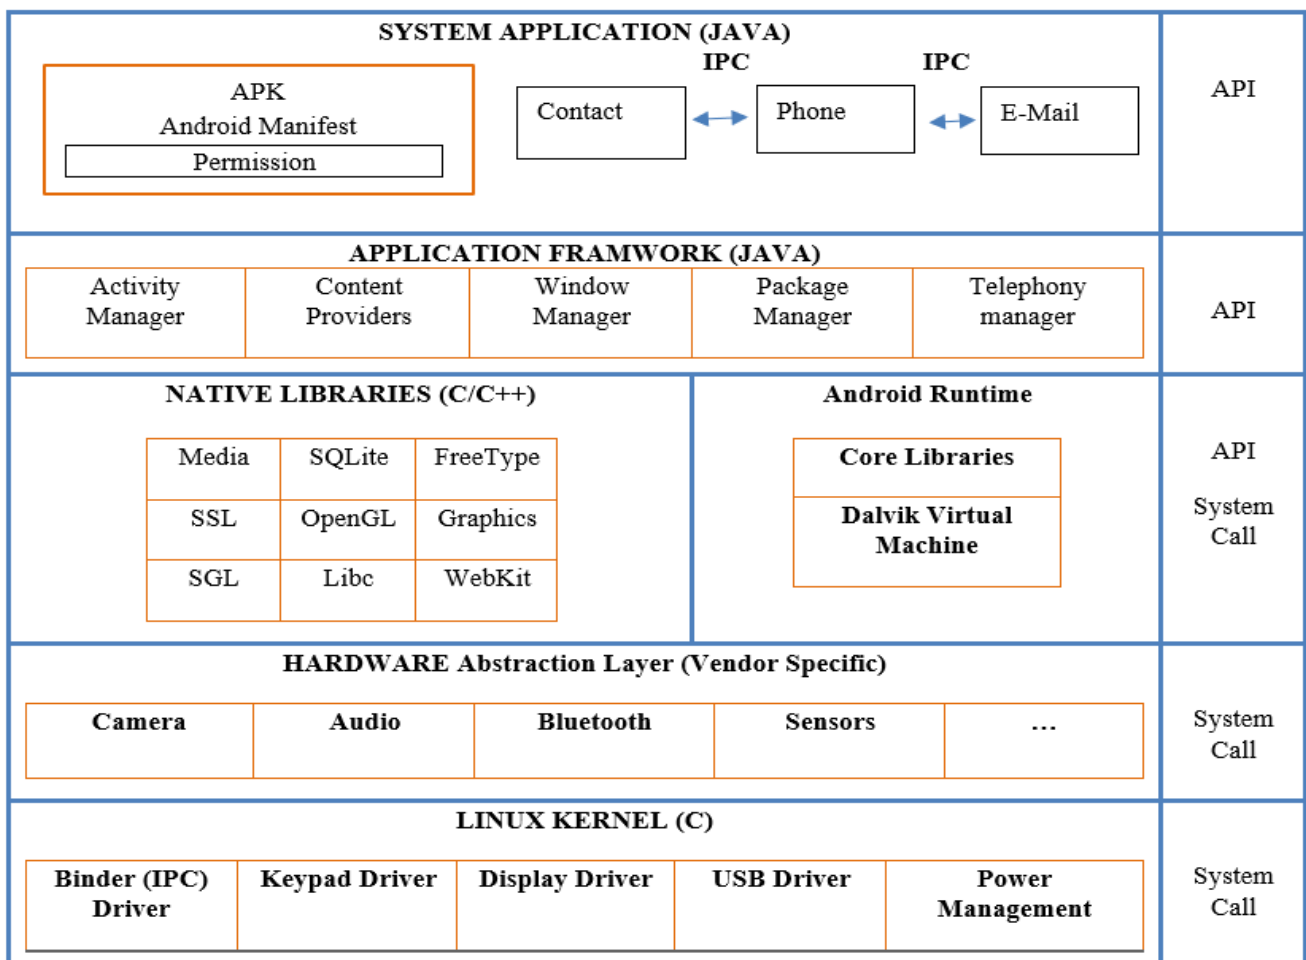 SYSTEM APPLICATION (JAVA)
IPC
IPC
API
APK
Android Manifest
Permission
Contact
Phone
E-Mail
APPLICATION FRAMWORK (JAVA)
Activity
Manager
Content
Providers
Window
Manager
Package
Manager
Telephony
manager
API
NATIVE LIBRARIES (C/C++)
Media
SQLite
FreeType
SSL
OpenGL
Graphics
SGL
Libc
WebKit
Android Runtime
Core Libraries
Dalvik Virtual
Machine
API
System
Call
HARDWARE Abstraction Layer (Vendor Specific)
Camera
Audio
Bluetooth
Sensors
...
System
Call
LINUX KERNEL (C)
Binder (IPC)
Driver
Keypad Driver
Display Driver
USB Driver
Power
Management
System
Call